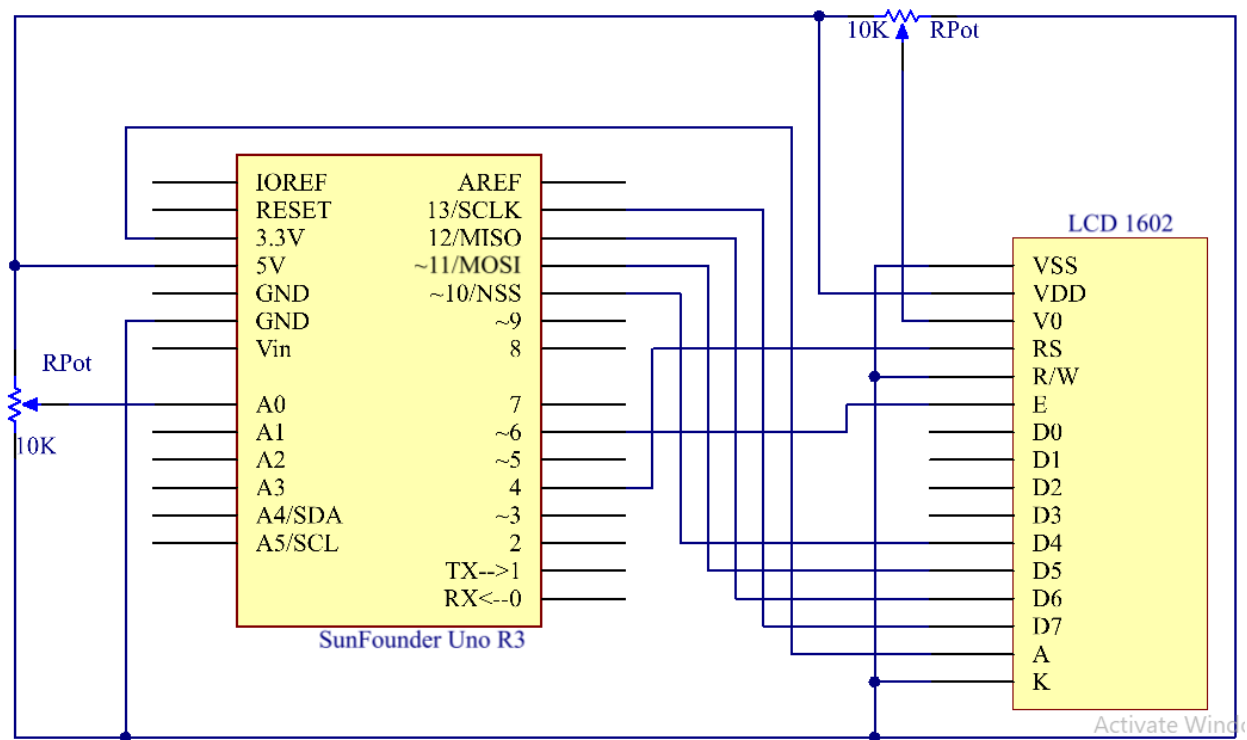 10K RPot
LCD 1602
IOREF AREF
RESET 13/SCLK
3.3V 12/MISO
5V ~11/MOSI
GND ~10/NSS
GND ~9
Vin 8
RPot
A0 7
A1 ~6
10K
A2 ~5
A3 4
A4/SDA ~3
A5/SCL 2
TX-->1
RX<--0
SunFounder Uno R3
VSS
VDD
V0
RS
R/W
E
D0
D1
D2
D3
D4
D5
D6
D7
A
K
Activate